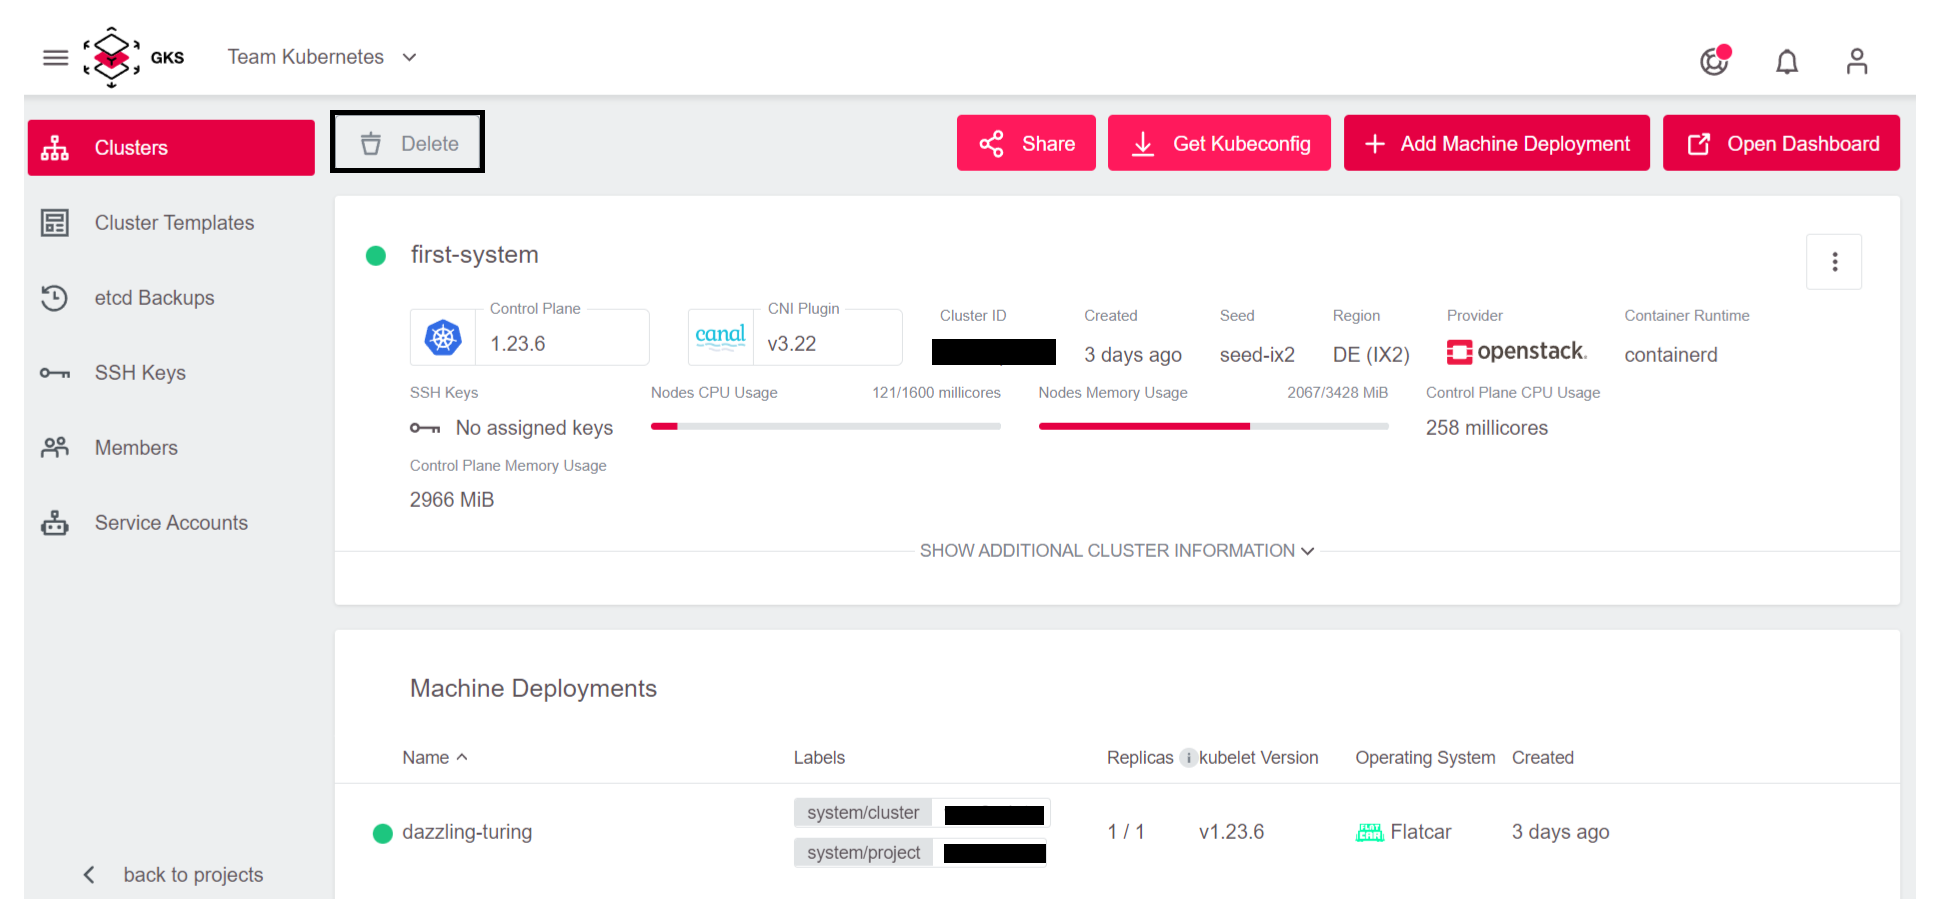 GKS
Team Kubernetes
Clusters
Cluster Templates
etcd Backups
SSH Keys
Members
Service Accounts
back to projects
Delete
Share
Get Kubeconfig
Add Machine Deployment
Open Dashboard
first-system
Control Plane
1.23.6
canal
CNI Plugin
v3.22
Cluster ID
Created
3 days ago
Seed
seed-ix2
Region
DE (IX2)
Provider
openstack.
Container Runtime
containerd
SSH Keys
No assigned keys
Nodes CPU Usage 121/1600 millicores
Nodes Memory Usage 2067/3428 MiB
Control Plane CPU Usage
258 millicores
Control Plane Memory Usage
2966 MiB
SHOW ADDITIONAL CLUSTER INFORMATION
Machine Deployments
Name Labels Replicas i kubelet Version Operating System Created
dazzling-turing
system/cluster
system/project
1 / 1
v1.23.6
FLAT
CAR
Flatcar
3 days ago